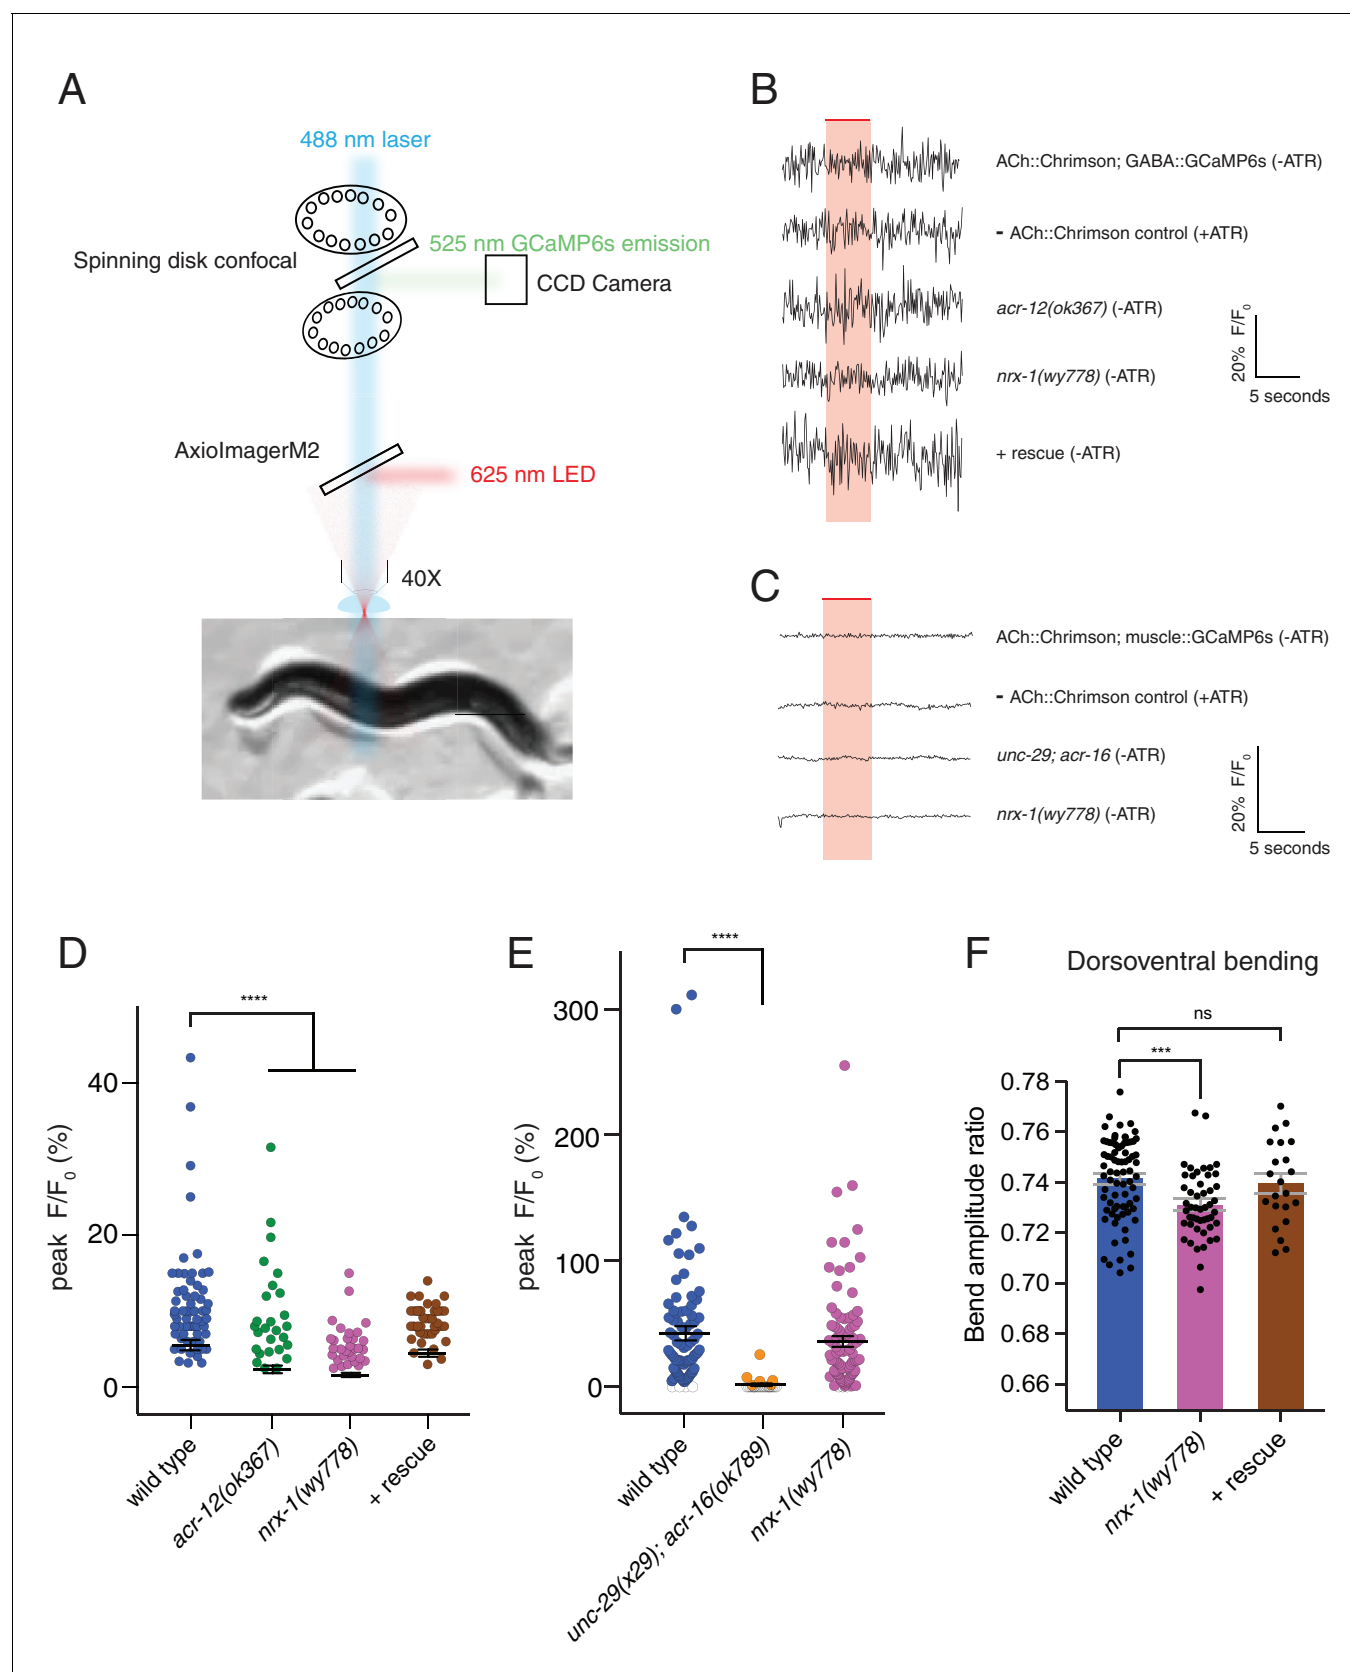 A
488 nm laser
525 nm GCaMP6s emission
Spinning disk confocal
CCD Camera
AxioImagerM2
625 nm LED
40X
B
ACh::Chrimson; GABA::GCaMP6s (-ATR)
- ACh::Chrimson control (+ATR)
acr-12(ok367) (-ATR)
nrx-1(wy778) (-ATR)
+ rescue (-ATR)
20% F/F0
5 seconds
C
ACh::Chrimson; muscle::GCaMP6s (-ATR)
- ACh::Chrimson control (+ATR)
unc-29; acr-16 (-ATR)
nrx-1(wy778) (-ATR)
20% F/F0
5 seconds
D
****
peak F/F0 (%)
40
20
0
wild type
acr-12(ok367)
nrx-1(wy778)
+ rescue
E
****
peak F/F0 (%)
300
200
100
0
wild type
unc-29(x29); acr-16(ok789)
nrx-1(wy778)
F
Dorsoventral bending
ns
***
Bend amplitude ratio
0.78
0.76
0.74
0.72
0.70
0.68
0.66
wild type
nrx-1(wy778)
+ rescue